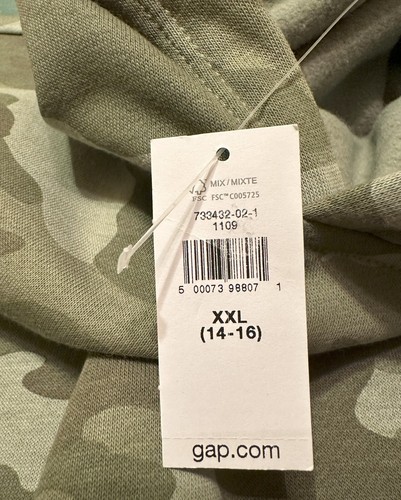 MIX / MIXTE
FSC FSC™ C005725
733432-02-1
1109
5 00073 98807 1
XXL
(14-16)
gap.com